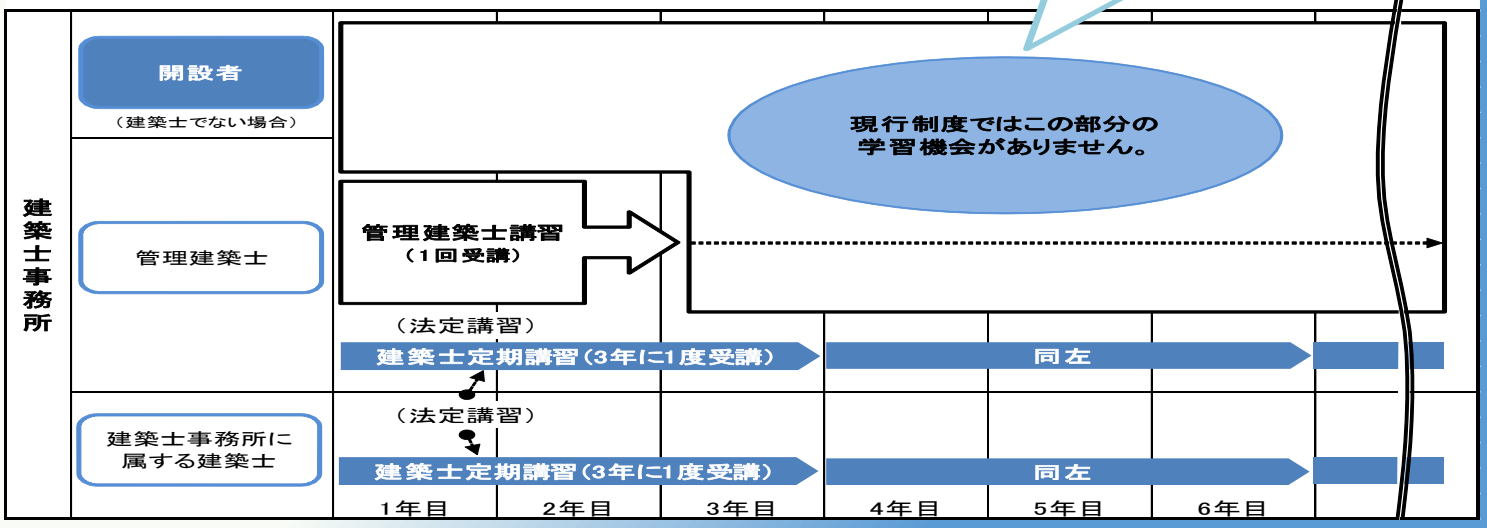 建築士事務所
開設者
（建築士でない場合）
現行制度ではこの部分の
学習機会がありません。
管理建築士
管理建築士講習
（1回受講）
（法定講習）
建築士定期講習（3年に1度受講）
同左
建築士事務所に
属する建築士
（法定講習）
建築士定期講習（3年に1度受講）
同左
1年目
2年目
3年目
4年目
5年目
6年目